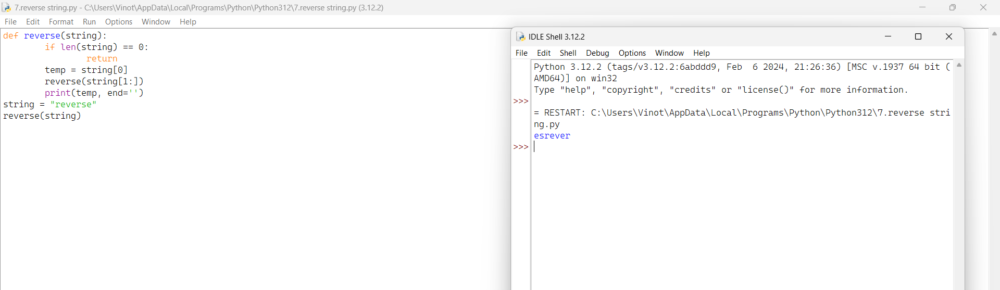 7.reverse string.py - C:\Users\Vinot\AppData\Local\Programs\Python\Python312\7.reverse string.py (3.12.2)
File Edit Format Run Options Window Help
def reverse(string):
        if len(string) == 0:
                return
        temp = string[0]
        reverse(string[1:])
        print(temp, end='')
string = "reverse"
reverse(string)
IDLE Shell 3.12.2
File Edit Shell Debug Options Window Help
Python 3.12.2 (tags/v3.12.2:6abddd9, Feb  6 2024, 21:26:36) [MSC v.1937 64 bit (
AMD64)] on win32
Type "help", "copyright", "credits" or "license()" for more information.
>>>
= RESTART: C:\Users\Vinot\AppData\Local\Programs\Python\Python312\7.reverse stri
ng.py
esrever
>>>